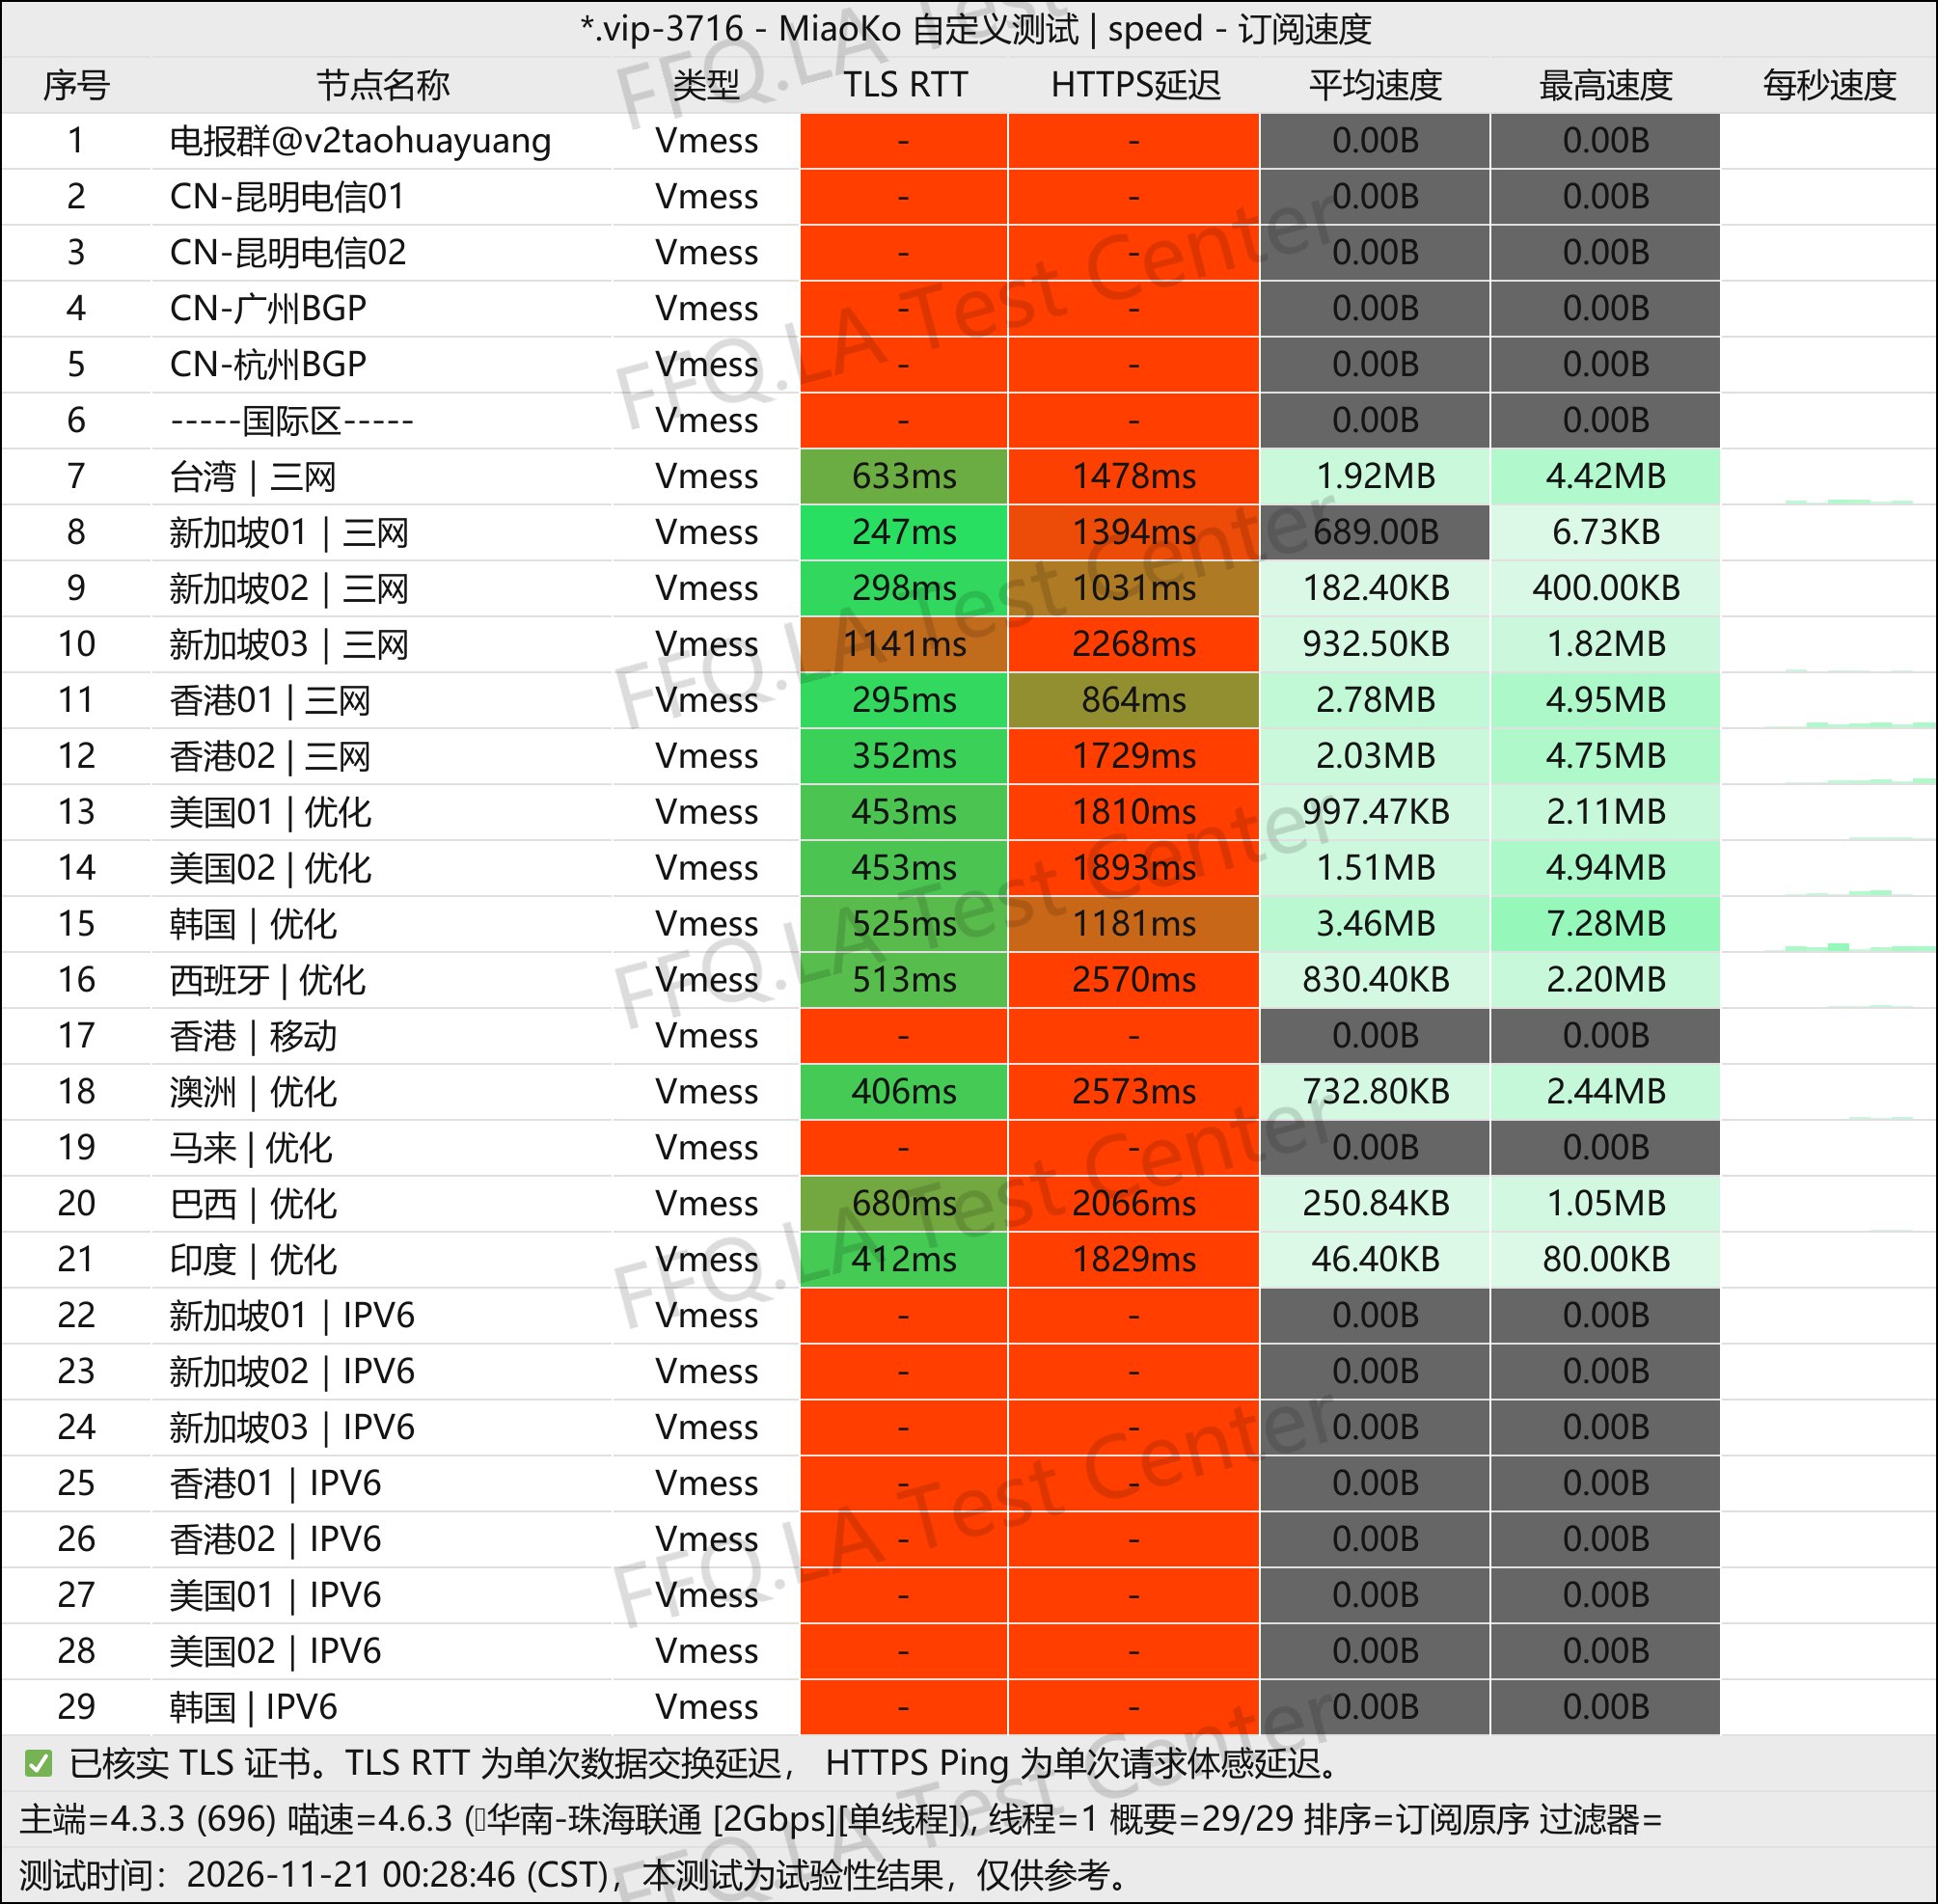 *.vip-3716 - MiaoKo 自定义测试 | speed - 订阅速度
序号 节点名称 类型 TLS RTT HTTPS延迟 平均速度 最高速度 每秒速度
1 电报群@v2taohuayuang Vmess - - 0.00B 0.00B
2 CN-昆明电信01 Vmess - - 0.00B 0.00B
3 CN-昆明电信02 Vmess - - 0.00B 0.00B
4 CN-广州BGP Vmess - - 0.00B 0.00B
5 CN-杭州BGP Vmess - - 0.00B 0.00B
6 -----国际区----- Vmess - - 0.00B 0.00B
7 台湾 | 三网 Vmess 633ms 1478ms 1.92MB 4.42MB
8 新加坡01 | 三网 Vmess 247ms 1394ms 689.00B 6.73KB
9 新加坡02 | 三网 Vmess 298ms 1031ms 182.40KB 400.00KB
10 新加坡03 | 三网 Vmess 1141ms 2268ms 932.50KB 1.82MB
11 香港01 | 三网 Vmess 295ms 864ms 2.78MB 4.95MB
12 香港02 | 三网 Vmess 352ms 1729ms 2.03MB 4.75MB
13 美国01 | 优化 Vmess 453ms 1810ms 997.47KB 2.11MB
14 美国02 | 优化 Vmess 453ms 1893ms 1.51MB 4.94MB
15 韩国 | 优化 Vmess 525ms 1181ms 3.46MB 7.28MB
16 西班牙 | 优化 Vmess 513ms 2570ms 830.40KB 2.20MB
17 香港 | 移动 Vmess - - 0.00B 0.00B
18 澳洲 | 优化 Vmess 406ms 2573ms 732.80KB 2.44MB
19 马来 | 优化 Vmess - - 0.00B 0.00B
20 巴西 | 优化 Vmess 680ms 2066ms 250.84KB 1.05MB
21 印度 | 优化 Vmess 412ms 1829ms 46.40KB 80.00KB
22 新加坡01 | IPV6 Vmess - - 0.00B 0.00B
23 新加坡02 | IPV6 Vmess - - 0.00B 0.00B
24 新加坡03 | IPV6 Vmess - - 0.00B 0.00B
25 香港01 | IPV6 Vmess - - 0.00B 0.00B
26 香港02 | IPV6 Vmess - - 0.00B 0.00B
27 美国01 | IPV6 Vmess - - 0.00B 0.00B
28 美国02 | IPV6 Vmess - - 0.00B 0.00B
29 韩国 | IPV6 Vmess - - 0.00B 0.00B
✅ 已核实 TLS 证书。TLS RTT 为单次数据交换延迟， HTTPS Ping 为单次请求体感延迟。
主端=4.3.3 (696) 喵速=4.6.3 (华南-珠海联通 [2Gbps][单线程]), 线程=1 概要=29/29 排序=订阅原序 过滤器=
测试时间：2026-11-21 00:28:46 (CST)，本测试为试验性结果，仅供参考。
FFQ.LA Test Center
FFQ.LA Test Center
FFQ.LA Test Center
FFQ.LA Test Center
FFQ.LA Test Center
FFQ.LA Test Center
FFQ.LA Test Center